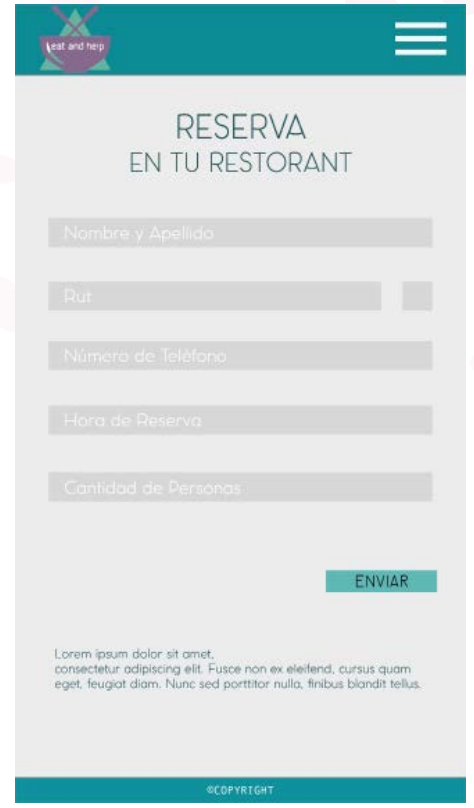 eat and help
RESERVA
EN TU RESTORANT
Nombre y Apellido
Rut
Número de Teléfono
Hora de Reserva
Cantidad de Personas
ENVIAR
Lorem ipsum dolor sit amet,
consectetur adipiscing elit. Fusce non ex eleifend, cursus quam
eget, feugiat diam. Nunc sed porttitor nulla, finibus blandit tellus.
©COPYRIGHT